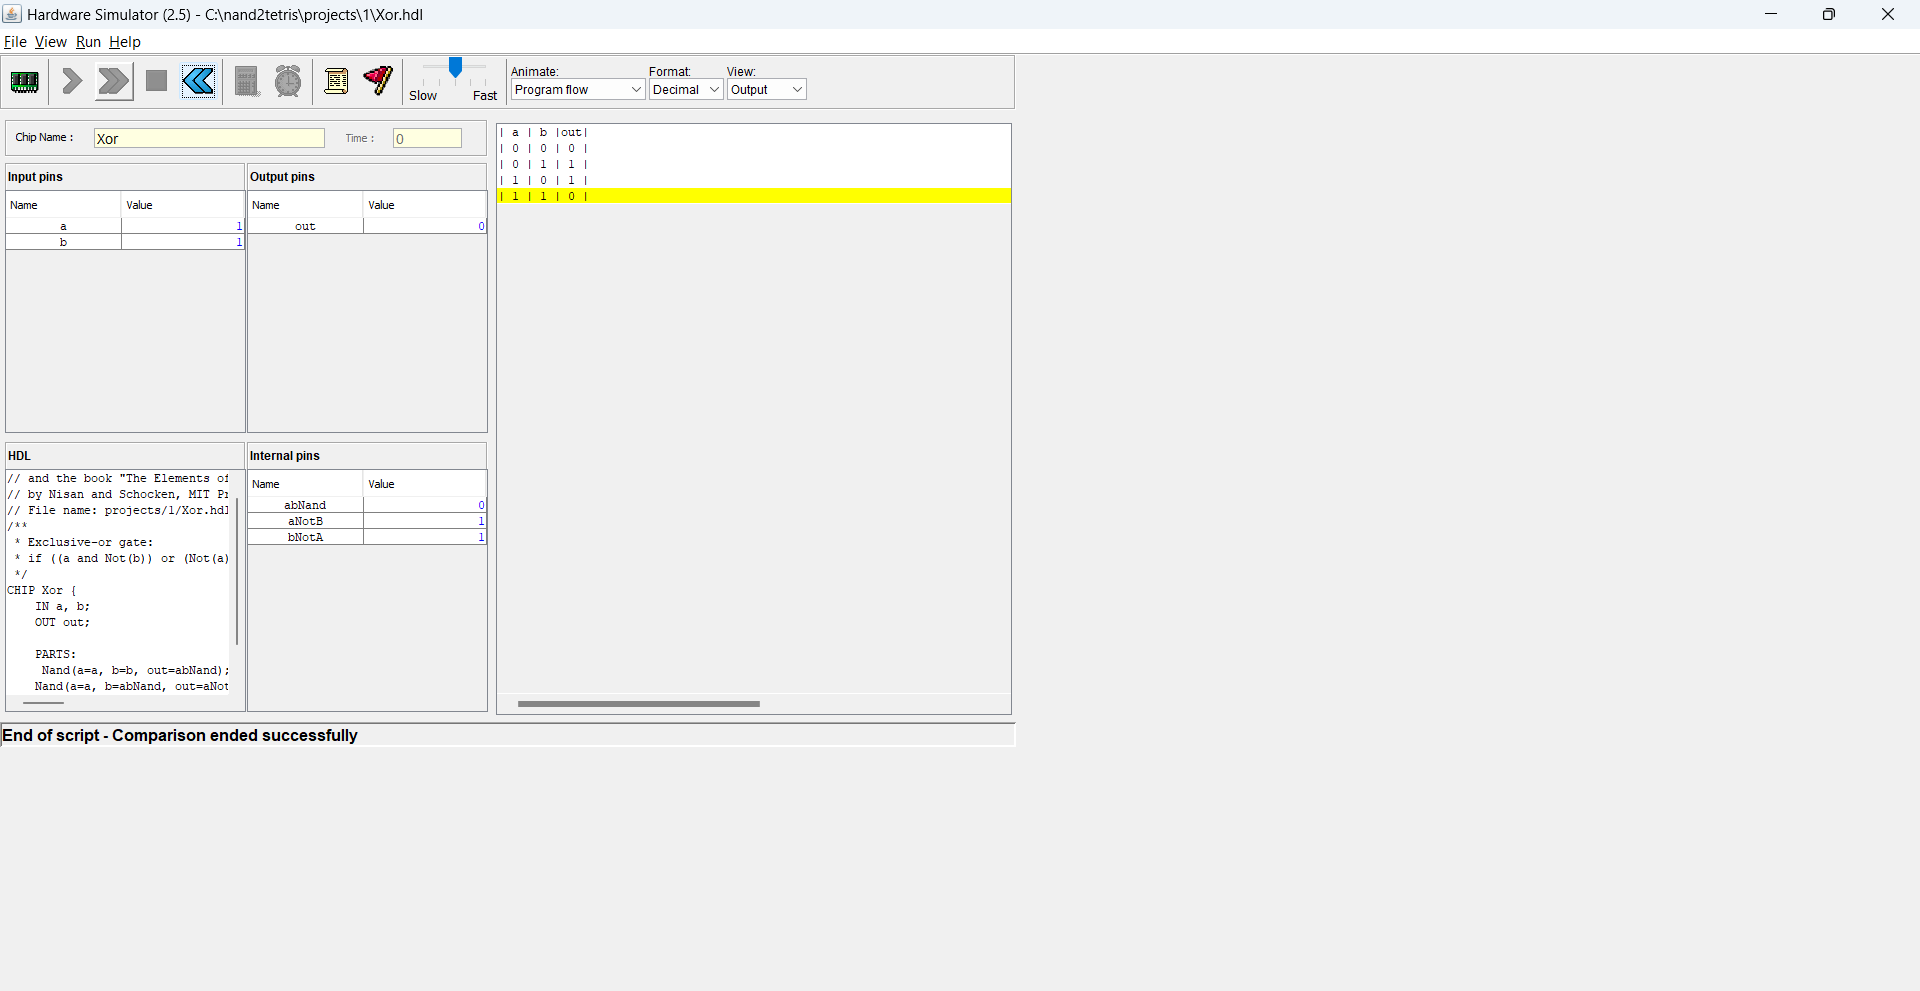 Hardware Simulator (2.5) - C:\nand2tetris\projects\1\Xor.hdl
File View Run Help
Slow Fast
Animate: Format: View:
Program flow Decimal Output
Chip Name : Xor Time : 0
Input pins Output pins
Name Value Name Value
a 1 out 0
b 1
| a | b |out|
| 0 | 0 | 0 |
| 0 | 1 | 1 |
| 1 | 0 | 1 |
| 1 | 1 | 0 |
HDL
// and the book "The Elements of
// by Nisan and Schocken, MIT Pr
// File name: projects/1/Xor.hdl
/**
* Exclusive-or gate:
* if ((a and Not(b)) or (Not(a)
*/
CHIP Xor {
IN a, b;
OUT out;
PARTS:
Nand(a=a, b=b, out=abNand);
Nand(a=a, b=abNand, out=aNot
Internal pins
Name Value
abNand 0
aNotB 1
bNotA 1
End of script - Comparison ended successfully